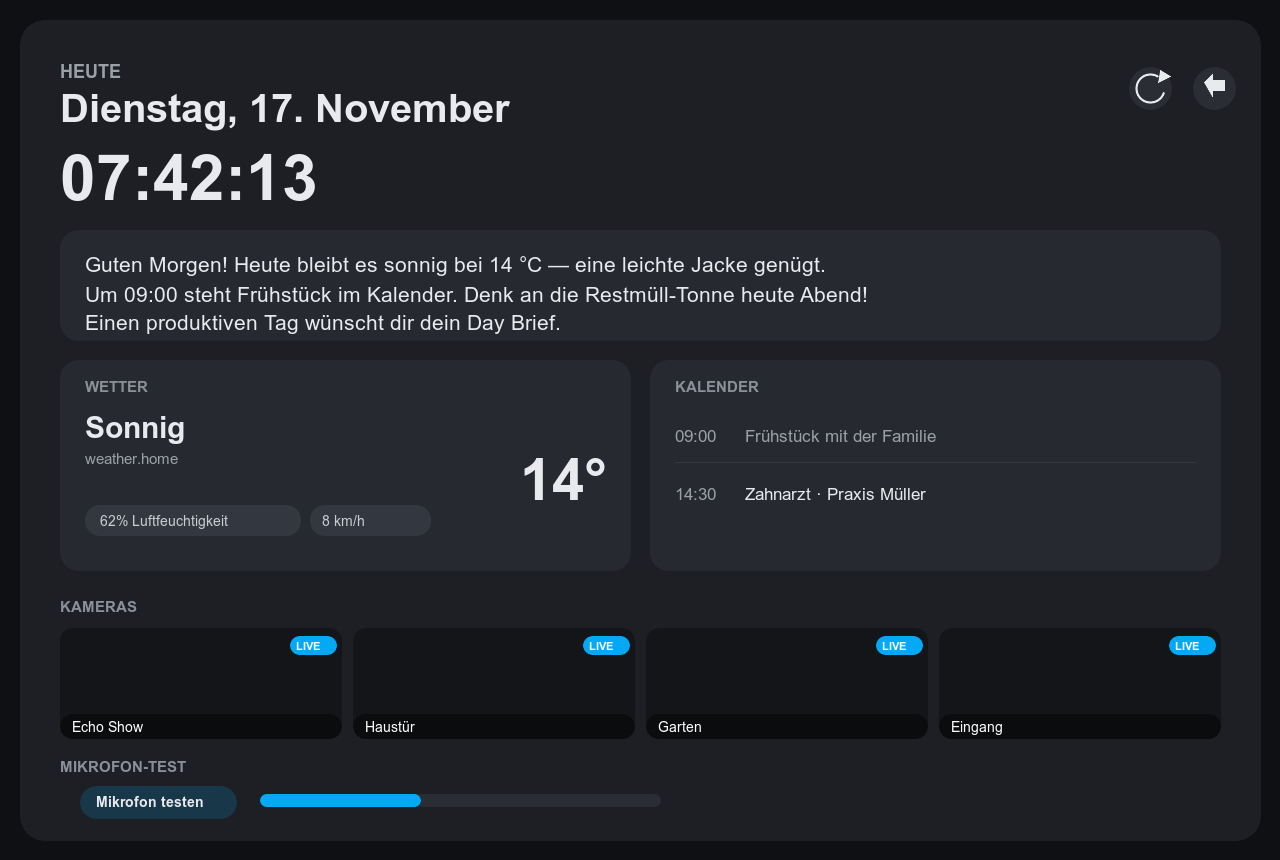 HEUTE
Dienstag, 17. November
07:42:13
Guten Morgen! Heute bleibt es sonnig bei 14 °C — eine leichte Jacke genügt.
Um 09:00 steht Frühstück im Kalender. Denk an die Restmüll-Tonne heute Abend!
Einen produktiven Tag wünscht dir dein Day Brief.
WETTER
Sonnig
weather.home
14°
62% Luftfeuchtigkeit
8 km/h
KALENDER
09:00 Frühstück mit der Familie
14:30 Zahnarzt · Praxis Müller
KAMERAS
LIVE
Echo Show
LIVE
Haustür
LIVE
Garten
LIVE
Eingang
MIKROFON-TEST
Mikrofon testen